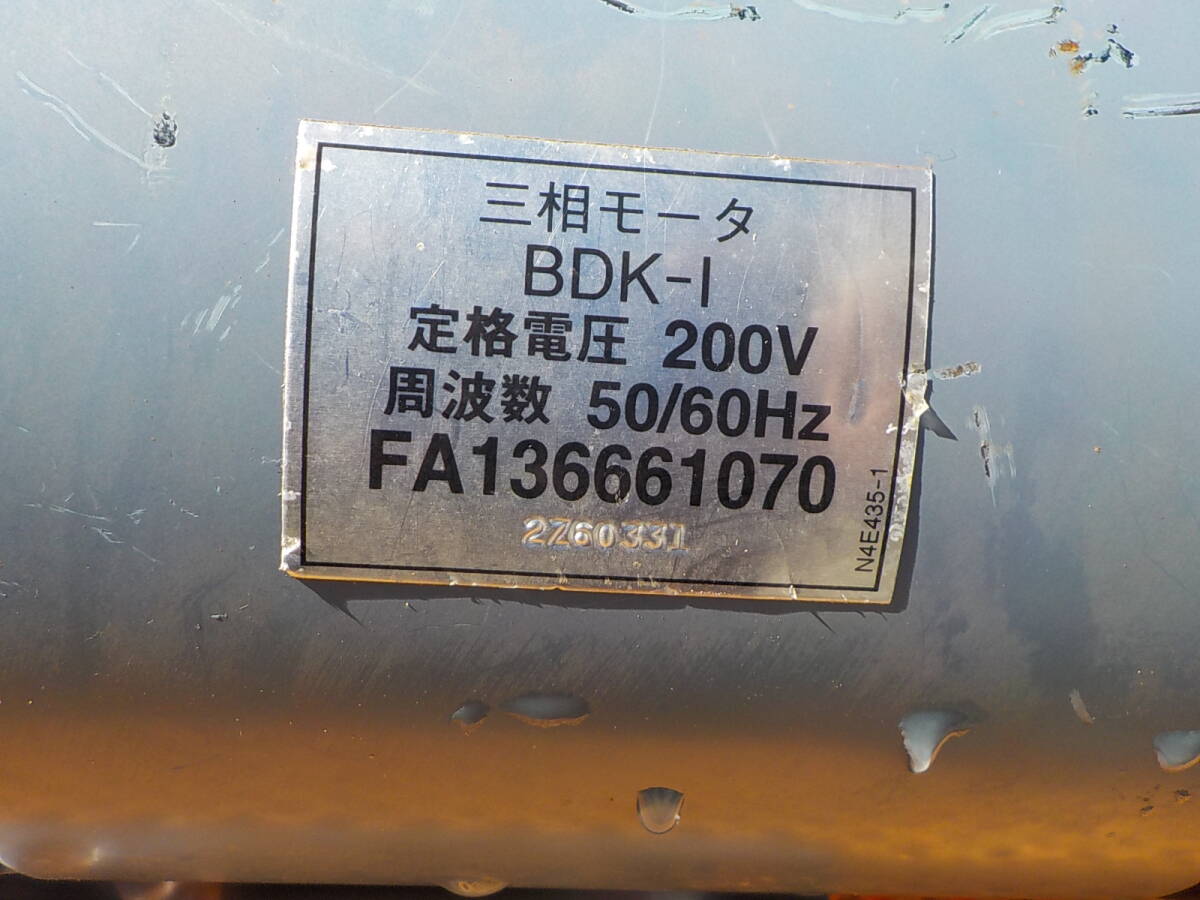 三相モータ
BDK-I
定格電圧 200V
周波数 50/60Hz
FA136661070
2Z60331
N4E435-1